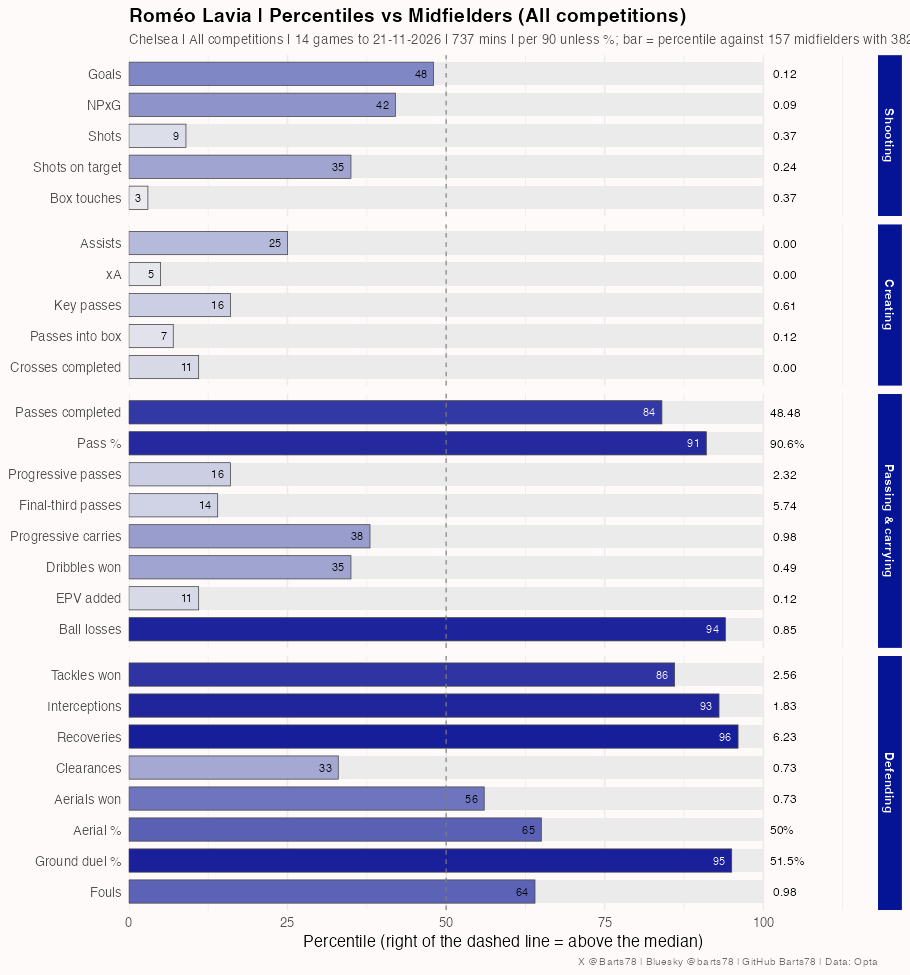 Roméo Lavia | Percentiles vs Midfielders (All competitions)
Chelsea | All competitions | 14 games to 21-11-2026 | 737 mins | per 90 unless %; bar = percentile against 157 midfielders with 382
Goals 48 0.12
NPxG 42 0.09
Shots 9 0.37
Shots on target 35 0.24
Box touches 3 0.37
Shooting
Assists 25 0.00
xA 5 0.00
Key passes 16 0.61
Passes into box 7 0.12
Crosses completed 11 0.00
Creating
Passes completed 84 48.48
Pass % 91 90.6%
Progressive passes 16 2.32
Final-third passes 14 5.74
Progressive carries 38 0.98
Dribbles won 35 0.49
EPV added 11 0.12
Ball losses 94 0.85
Passing & carrying
Tackles won 86 2.56
Interceptions 93 1.83
Recoveries 96 6.23
Clearances 33 0.73
Aerials won 56 0.73
Aerial % 65 50%
Ground duel % 95 51.5%
Fouls 64 0.98
Defending
0 25 50 75 100
Percentile (right of the dashed line = above the median)
X @Barts78 | Bluesky @barts78 | GitHub Barts78 | Data: Opta